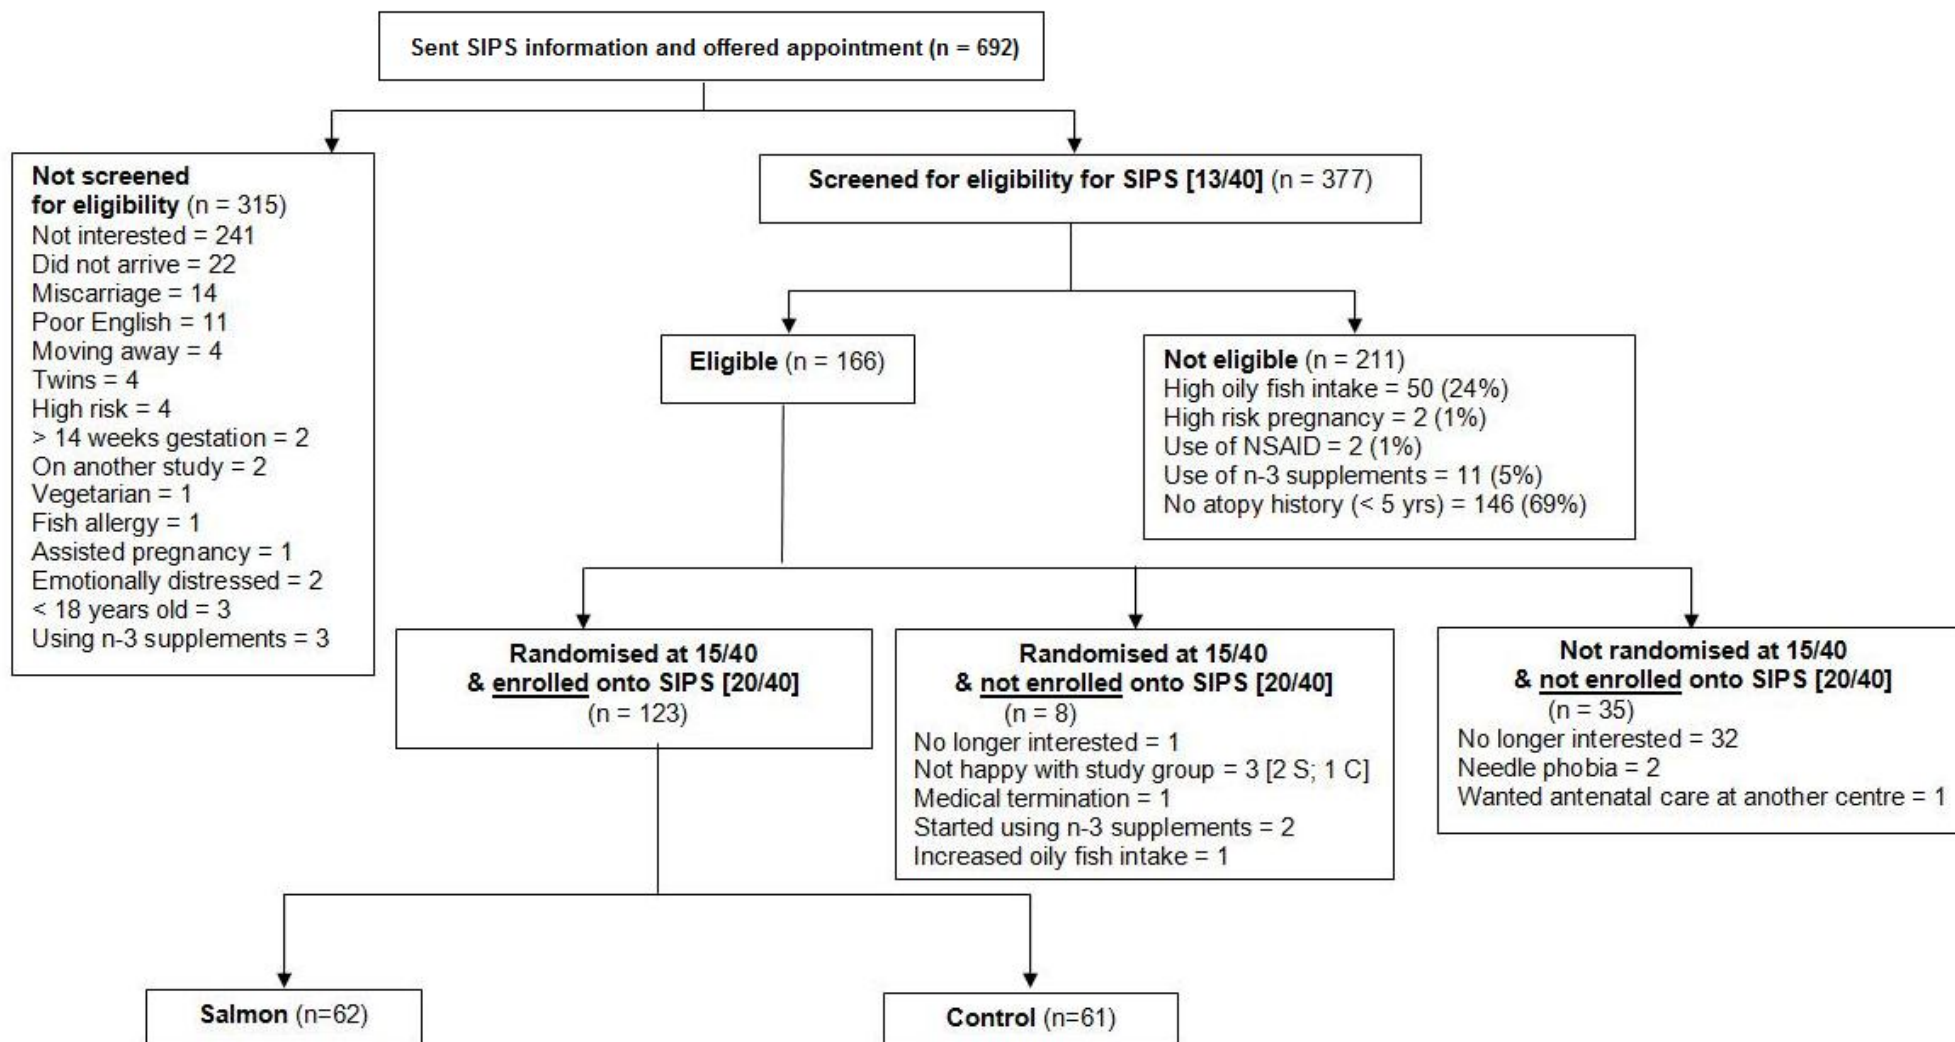 Sent SIPS information and offered appointment (n = 692)
Not screened
for eligibility (n = 315)
Not interested = 241
Did not arrive = 22
Miscarriage = 14
Poor English = 11
Moving away = 4
Twins = 4
High risk = 4
> 14 weeks gestation = 2
On another study = 2
Vegetarian = 1
Fish allergy = 1
Assisted pregnancy = 1
Emotionally distressed = 2
< 18 years old = 3
Using n-3 supplements = 3
Screened for eligibility for SIPS [13/40] (n = 377)
Eligible (n = 166)
Not eligible (n = 211)
High oily fish intake = 50 (24%)
High risk pregnancy = 2 (1%)
Use of NSAID = 2 (1%)
Use of n-3 supplements = 11 (5%)
No atopy history (< 5 yrs) = 146 (69%)
Randomised at 15/40
& enrolled onto SIPS [20/40]
(n = 123)
Randomised at 15/40
& not enrolled onto SIPS [20/40]
(n = 8)
No longer interested = 1
Not happy with study group = 3 [2 S; 1 C]
Medical termination = 1
Started using n-3 supplements = 2
Increased oily fish intake = 1
Not randomised at 15/40
& not enrolled onto SIPS [20/40]
(n = 35)
No longer interested = 32
Needle phobia = 2
Wanted antenatal care at another centre = 1
Salmon (n=62)
Control (n=61)